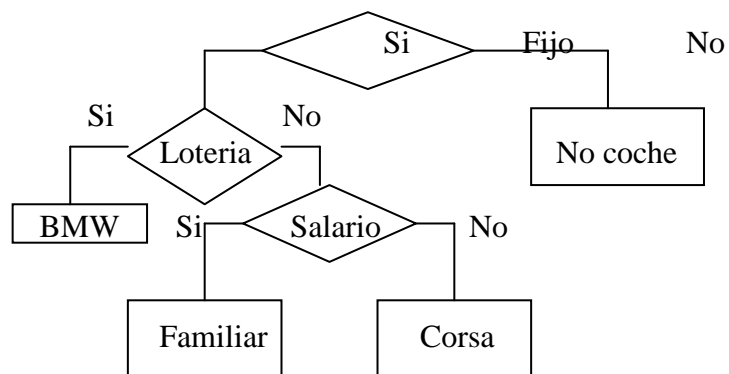 Si Fijo No
Si No
Loteria No coche
BMW Si Salario No
Familiar Corsa